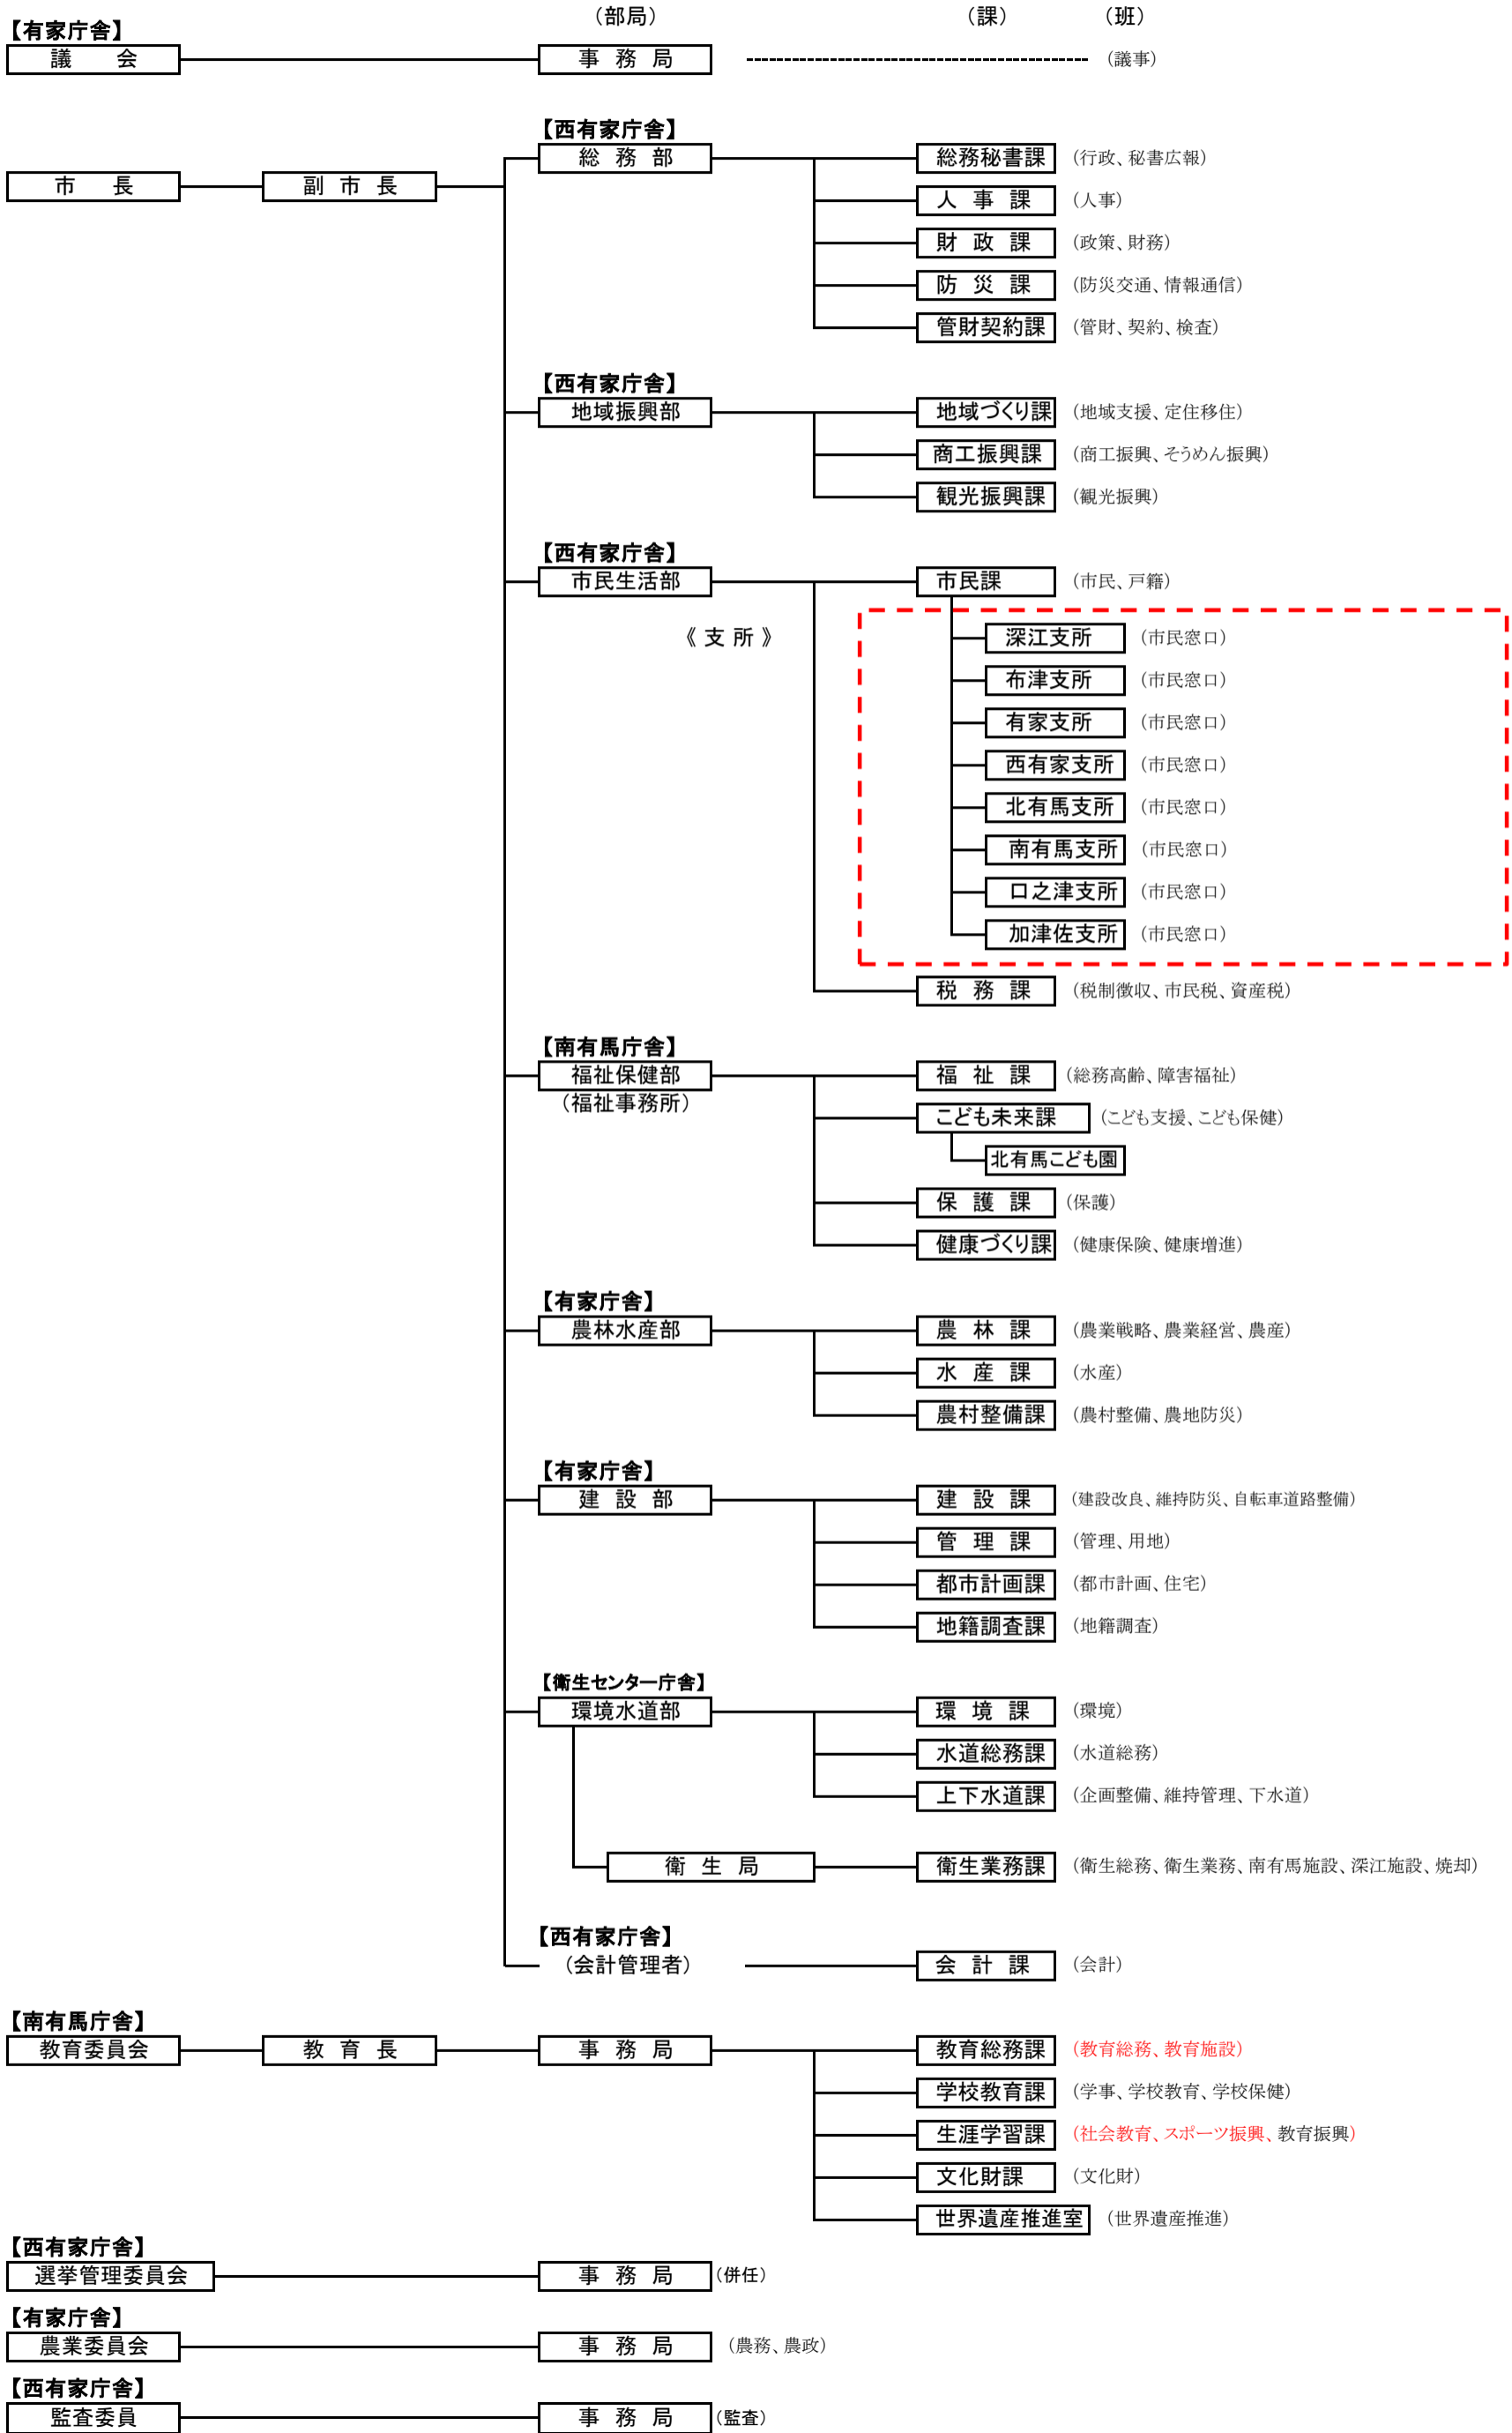 （部局） （課） （班）
【有家庁舎】
議　会 事務局 （議事）
【西有家庁舎】
総務部 総務秘書課 （行政、秘書広報）
市　長 副市長
人事課 （人事）
財政課 （政策、財務）
防災課 （防災交通、情報通信）
管財契約課 （管財、契約、検査）
【西有家庁舎】
地域振興部 地域づくり課 （地域支援、定住移住）
商工振興課 （商工振興、そうめん振興）
観光振興課 （観光振興）
【西有家庁舎】
市民生活部 市民課 （市民、戸籍）
《支所》 深江支所 （市民窓口）
布津支所 （市民窓口）
有家支所 （市民窓口）
西有家支所 （市民窓口）
北有馬支所 （市民窓口）
南有馬支所 （市民窓口）
口之津支所 （市民窓口）
加津佐支所 （市民窓口）
税務課 （税制徴収、市民税、資産税）
【南有馬庁舎】
福祉保健部 福祉課 （総務高齢、障害福祉）
（福祉事務所） こども未来課 （こども支援、こども保健）
北有馬こども園
保護課 （保護）
健康づくり課 （健康保険、健康増進）
【有家庁舎】
農林水産部 農林課 （農業戦略、農業経営、農産）
水産課 （水産）
農村整備課 （農村整備、農地防災）
【有家庁舎】
建設部 建設課 （建設改良、維持防災、自転車道路整備）
管理課 （管理、用地）
都市計画課 （都市計画、住宅）
地籍調査課 （地籍調査）
【衛生センター庁舎】
環境水道部 環境課 （環境）
水道総務課 （水道総務）
上下水道課 （企画整備、維持管理、下水道）
衛生局 衛生業務課 （衛生総務、衛生業務、南有馬施設、深江施設、焼却）
【西有家庁舎】
（会計管理者） 会計課 （会計）
【南有馬庁舎】
教育委員会 教育長 事務局 教育総務課 （教育総務、教育施設）
学校教育課 （学事、学校教育、学校保健）
生涯学習課 （社会教育、スポーツ振興、教育振興）
文化財課 （文化財）
世界遺産推進室 （世界遺産推進）
【西有家庁舎】
選挙管理委員会 事務局 （併任）
【有家庁舎】
農業委員会 事務局 （農務、農政）
【西有家庁舎】
監査委員 事務局 （監査）